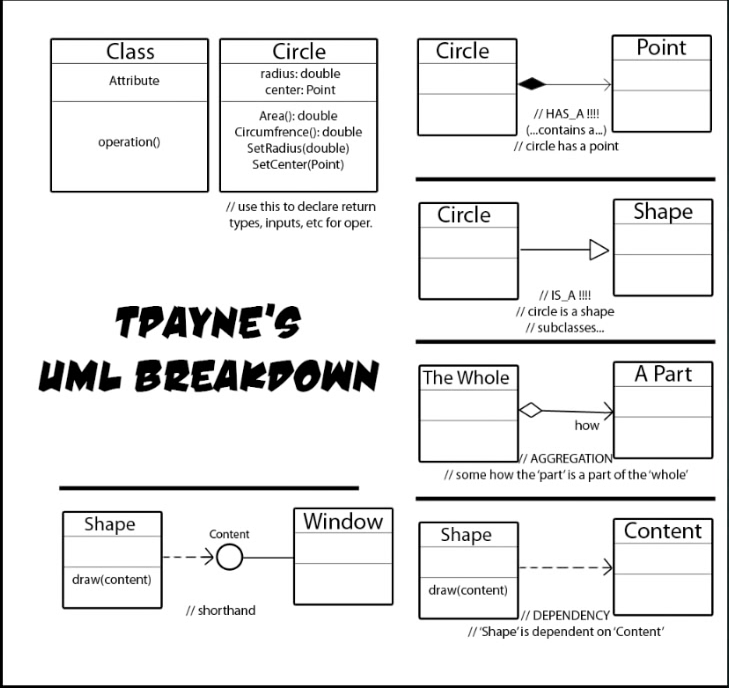 Class
Attribute
operation()
Circle
radius: double
center: Point
Area(): double
Circumfrence(): double
SetRadius(double)
SetCenter(Point)
// use this to declare return
types, inputs, etc for oper.
TPAYNE'S
UML BREAKDOWN
Circle
Point
// HAS_A !!!!
(...contains a...)
// circle has a point
Circle
Shape
// IS_A !!!!
// circle is a shape
// subclasses...
The Whole
A Part
how
// AGGREGATION
// some how the 'part' is a part of the 'whole'
Shape
draw(content)
Content
Window
// shorthand
Shape
draw(content)
Content
// DEPENDENCY
// 'Shape' is dependent on 'Content'